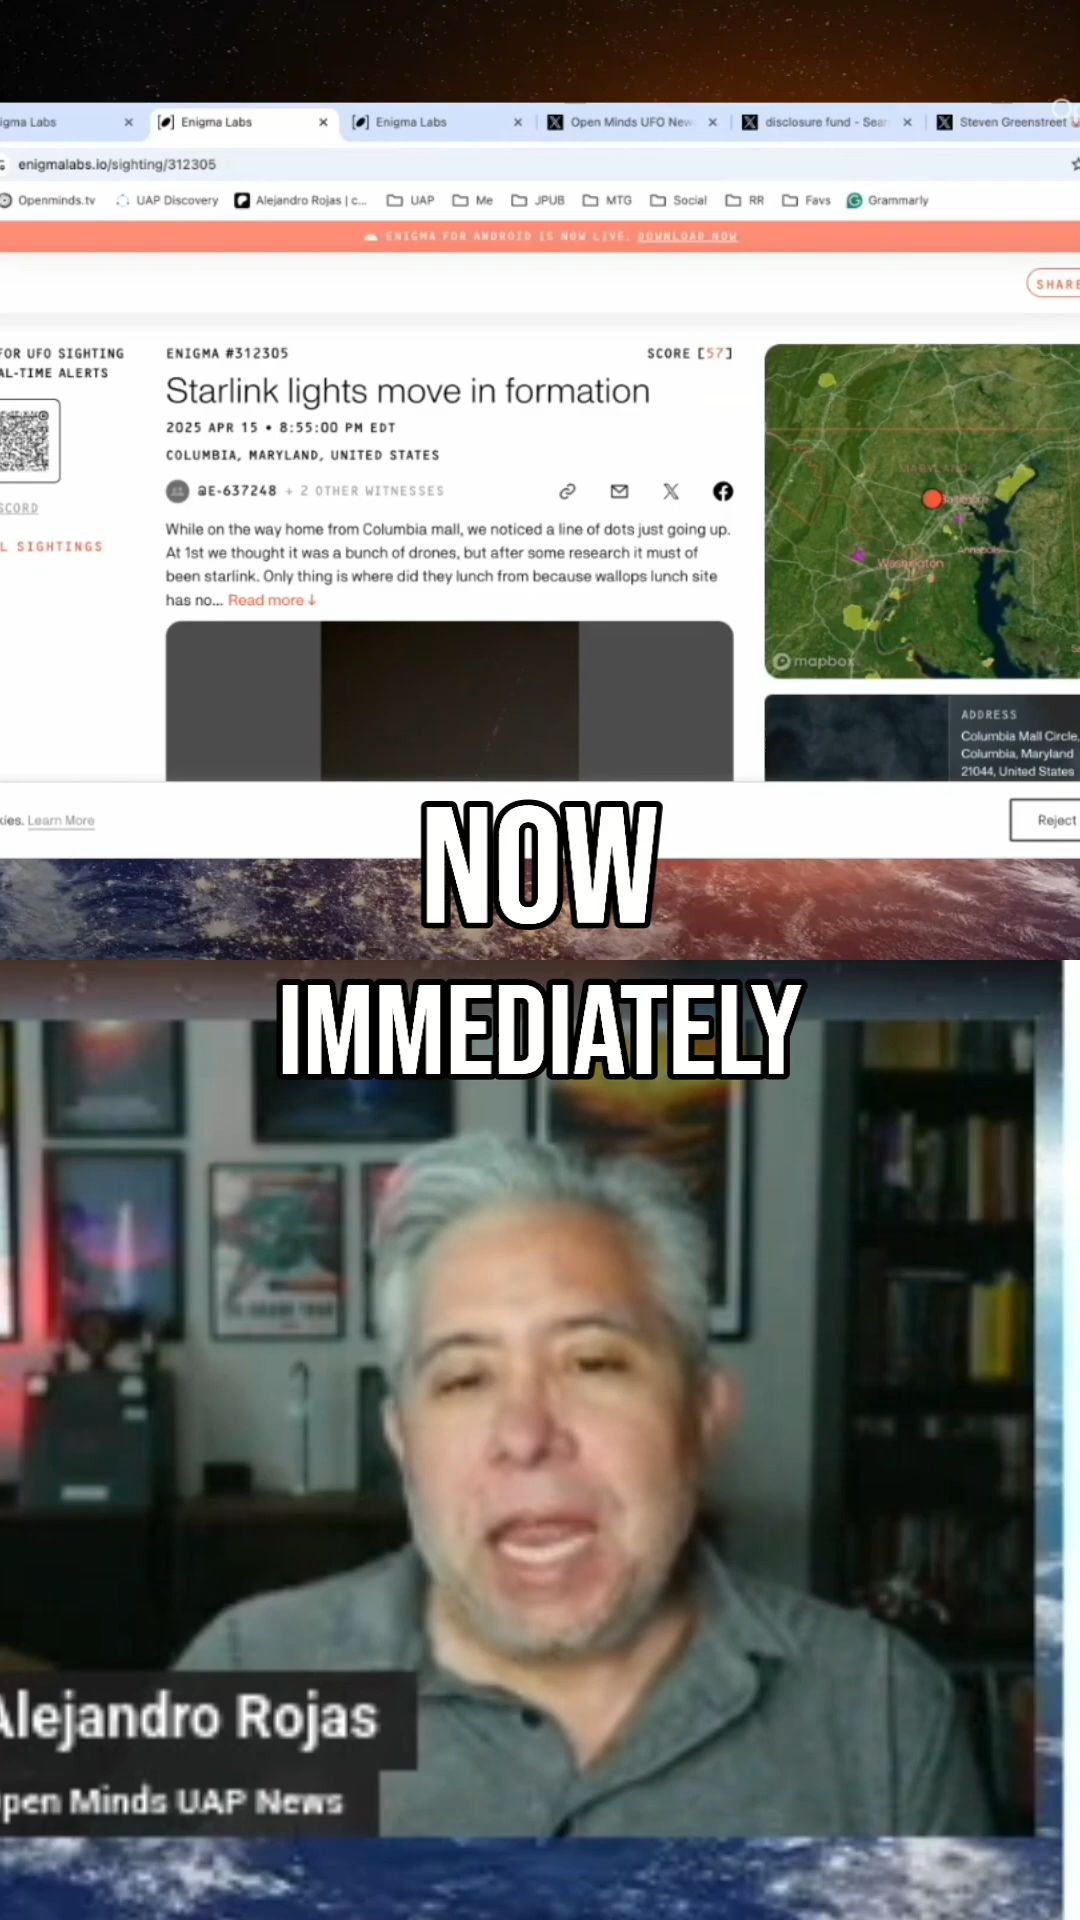 igma Labs
Enigma Labs
Enigma Labs
Open Minds UFO New
disclosure fund - Sear
Steven Greenstreet
enigmalabs.io/sighting/312305
Openminds.tv
UAP Discovery
Alejandro Rojas | c...
UAP
Me
JPUB
MTG
Social
RR
Favs
Grammarly
ENIGMA FOR ANDROID IS NOW LIVE. DOWNLOAD NOW
SHARE
FOR UFO SIGHTING
AL-TIME ALERTS
SCORD
L SIGHTINGS
ENIGMA #312305
SCORE [57]
Starlink lights move in formation
2025 APR 15 • 8:55:00 PM EDT
COLUMBIA, MARYLAND, UNITED STATES
@E-637248 + 2 OTHER WITNESSES
While on the way home from Columbia mall, we noticed a line of dots just going up.
At 1st we thought it was a bunch of drones, but after some research it must of
been starlink. Only thing is where did they lunch from because wallops lunch site
has no... Read more ↓
MARYLAND
Baltimore
Annapolis
Washington
mapbox
ADDRESS
Columbia Mall Circle,
Columbia, Maryland
21044, United States
kies. Learn More
Reject
NOW
IMMEDIATELY
Alejandro Rojas
pen Minds UAP News